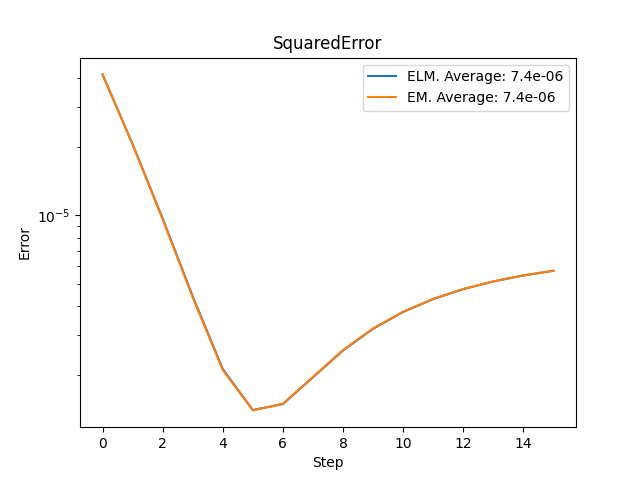 SquaredError
ELM. Average: 7.4e-06
EM. Average: 7.4e-06
10⁻⁵
Error
0 2 4 6 8 10 12 14
Step